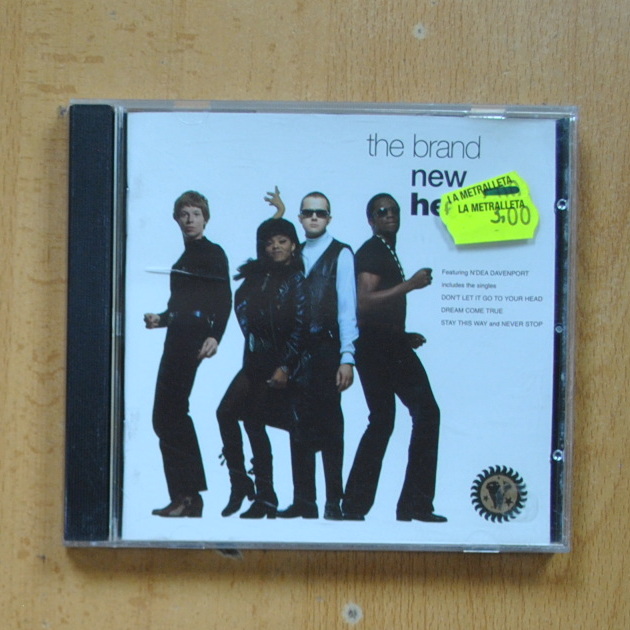 the brand
new
he
LA METRALLETA
LA METRALLETA
3,00
Featuring N'DEA DAVENPORT
includes the singles
DON'T LET IT GO TO YOUR HEAD
DREAM COME TRUE
STAY THIS WAY and NEVER STOP